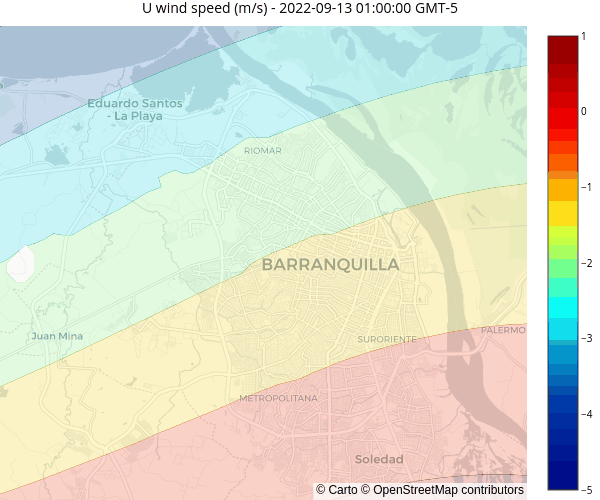 U wind speed (m/s) - 2022-09-13 01:00:00 GMT-5
1
Eduardo Santos
- La Playa
0
RIOMAR
−1
BARRANQUILLA
−2
Juan Mina
SURORIENTE
PALERMO
−3
METROPOLITANA
−4
Soledad
© Carto © OpenStreetMap contributors
−5